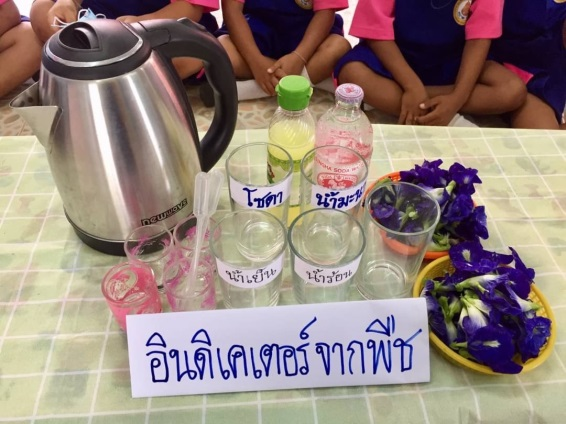 newwave
โซดา
น้ำมะนาว
น้ำเย็น
น้ำร้อน
อินดิเคเตอร์จากพืช